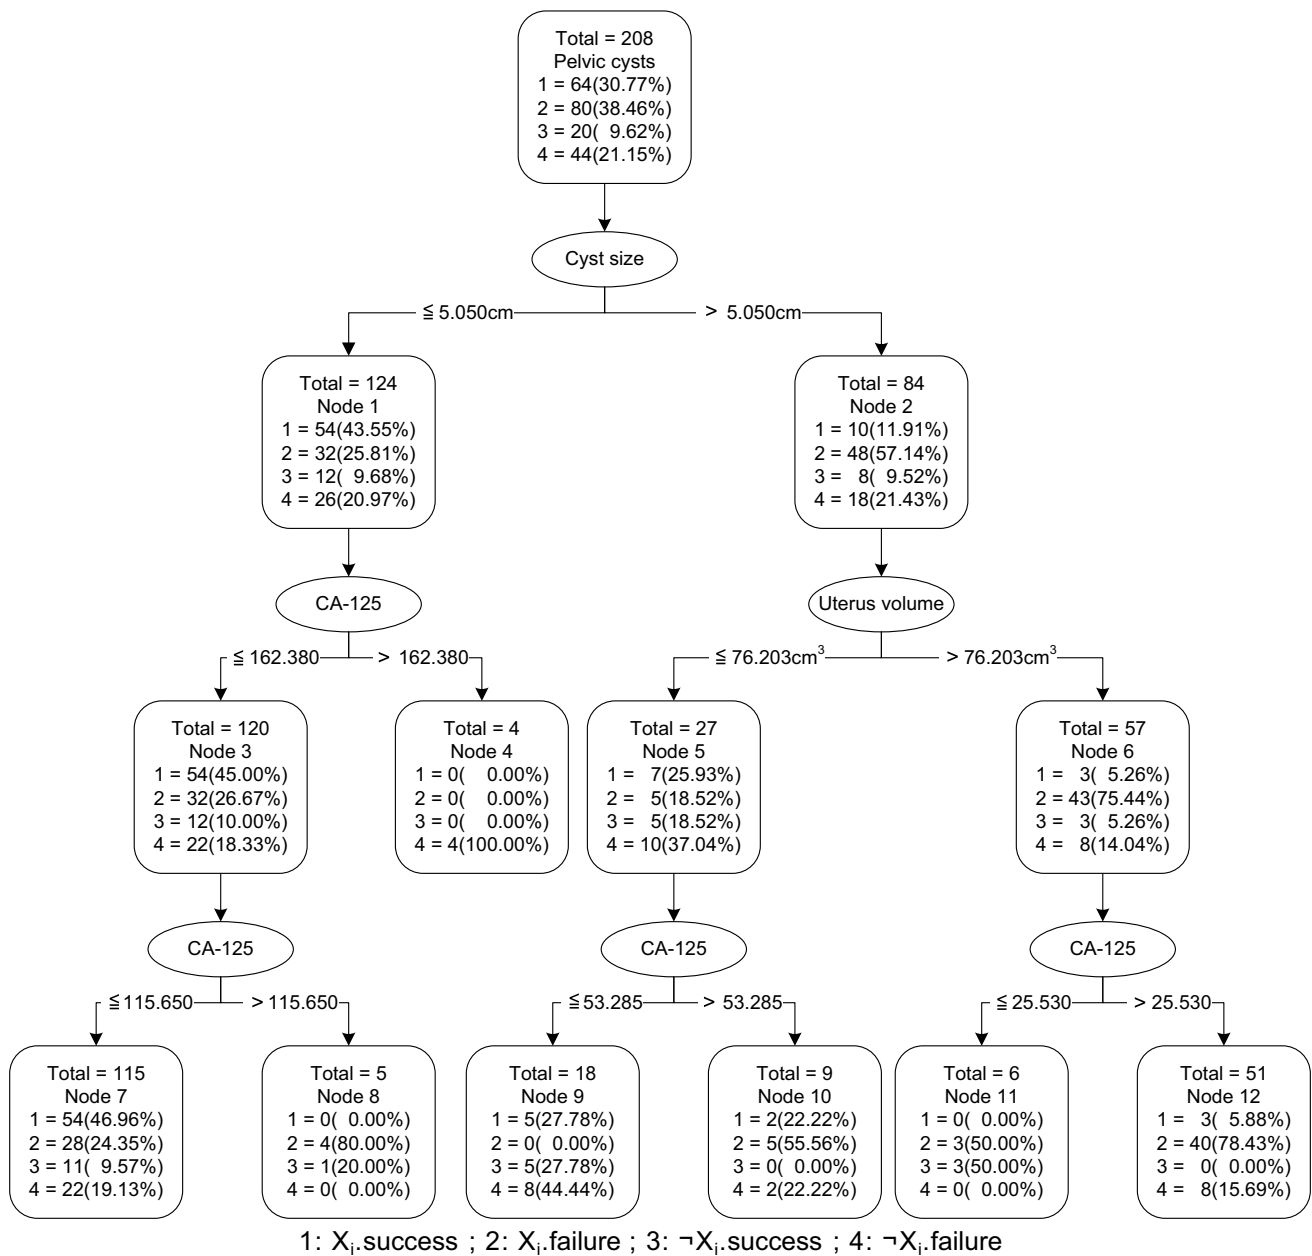 Total = 208
Pelvic cysts
1 = 64(30.77%)
2 = 80(38.46%)
3 = 20( 9.62%)
4 = 44(21.15%)
Cyst size
≦ 5.050cm
> 5.050cm
Total = 124
Node 1
1 = 54(43.55%)
2 = 32(25.81%)
3 = 12( 9.68%)
4 = 26(20.97%)
Total = 84
Node 2
1 = 10(11.91%)
2 = 48(57.14%)
3 = 8( 9.52%)
4 = 18(21.43%)
CA-125
Uterus volume
≦ 162.380
> 162.380
≦ 76.203cm³
> 76.203cm³
Total = 120
Node 3
1 = 54(45.00%)
2 = 32(26.67%)
3 = 12(10.00%)
4 = 22(18.33%)
Total = 4
Node 4
1 = 0( 0.00%)
2 = 0( 0.00%)
3 = 0( 0.00%)
4 = 4(100.00%)
Total = 27
Node 5
1 = 7(25.93%)
2 = 5(18.52%)
3 = 5(18.52%)
4 = 10(37.04%)
Total = 57
Node 6
1 = 3( 5.26%)
2 = 43(75.44%)
3 = 3( 5.26%)
4 = 8(14.04%)
CA-125
CA-125
CA-125
≦115.650
> 115.650
≦53.285
> 53.285
≦ 25.530
> 25.530
Total = 115
Node 7
1 = 54(46.96%)
2 = 28(24.35%)
3 = 11( 9.57%)
4 = 22(19.13%)
Total = 5
Node 8
1 = 0( 0.00%)
2 = 4(80.00%)
3 = 1(20.00%)
4 = 0( 0.00%)
Total = 18
Node 9
1 = 5(27.78%)
2 = 0( 0.00%)
3 = 5(27.78%)
4 = 8(44.44%)
Total = 9
Node 10
1 = 2(22.22%)
2 = 5(55.56%)
3 = 0( 0.00%)
4 = 2(22.22%)
Total = 6
Node 11
1 = 0( 0.00%)
2 = 3(50.00%)
3 = 3(50.00%)
4 = 0( 0.00%)
Total = 51
Node 12
1 = 3( 5.88%)
2 = 40(78.43%)
3 = 0( 0.00%)
4 = 8(15.69%)
1: Xᵢ.success ; 2: Xᵢ.failure ; 3: ¬Xᵢ.success ; 4: ¬Xᵢ.failure